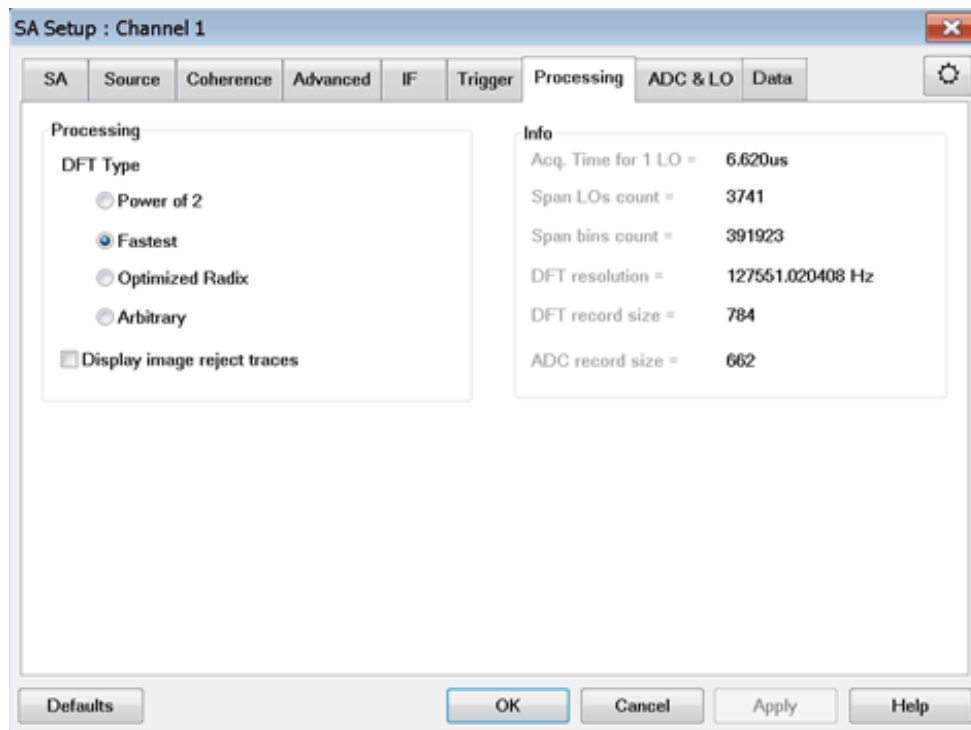 SA Setup : Channel 1
SA Source Coherence Advanced IF Trigger Processing ADC & LO Data
Processing
DFT Type
Power of 2
Fastest
Optimized Radix
Arbitrary
Display image reject traces
Info
Acq. Time for 1 LO = 6.620us
Span LOs count = 3741
Span bins count = 391923
DFT resolution = 127551.020408 Hz
DFT record size = 784
ADC record size = 662
Defaults OK Cancel Apply Help